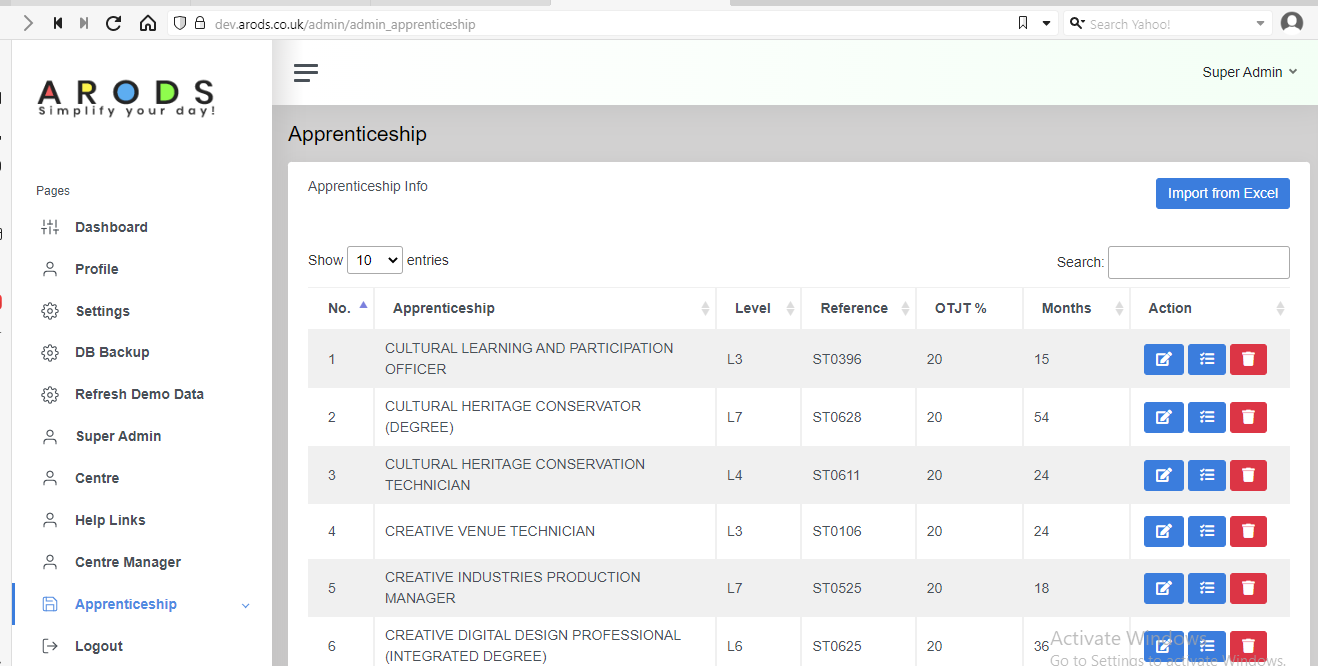 dev.arods.co.uk/admin/admin_apprenticeship
Search Yahoo!
ARODS
Simplify your day!
Super Admin
Pages
Dashboard
Profile
Settings
DB Backup
Refresh Demo Data
Super Admin
Centre
Help Links
Centre Manager
Apprenticeship
Logout
Apprenticeship
Apprenticeship Info
Import from Excel
Show 10 entries
Search:
No. Apprenticeship Level Reference OTJT % Months Action
1 CULTURAL LEARNING AND PARTICIPATION OFFICER L3 ST0396 20 15
2 CULTURAL HERITAGE CONSERVATOR (DEGREE) L7 ST0628 20 54
3 CULTURAL HERITAGE CONSERVATION TECHNICIAN L4 ST0611 20 24
4 CREATIVE VENUE TECHNICIAN L3 ST0106 20 24
5 CREATIVE INDUSTRIES PRODUCTION MANAGER L7 ST0525 20 18
6 CREATIVE DIGITAL DESIGN PROFESSIONAL (INTEGRATED DEGREE) L6 ST0625 20 36
Activate Windows
Go to Settings to activate Windows.